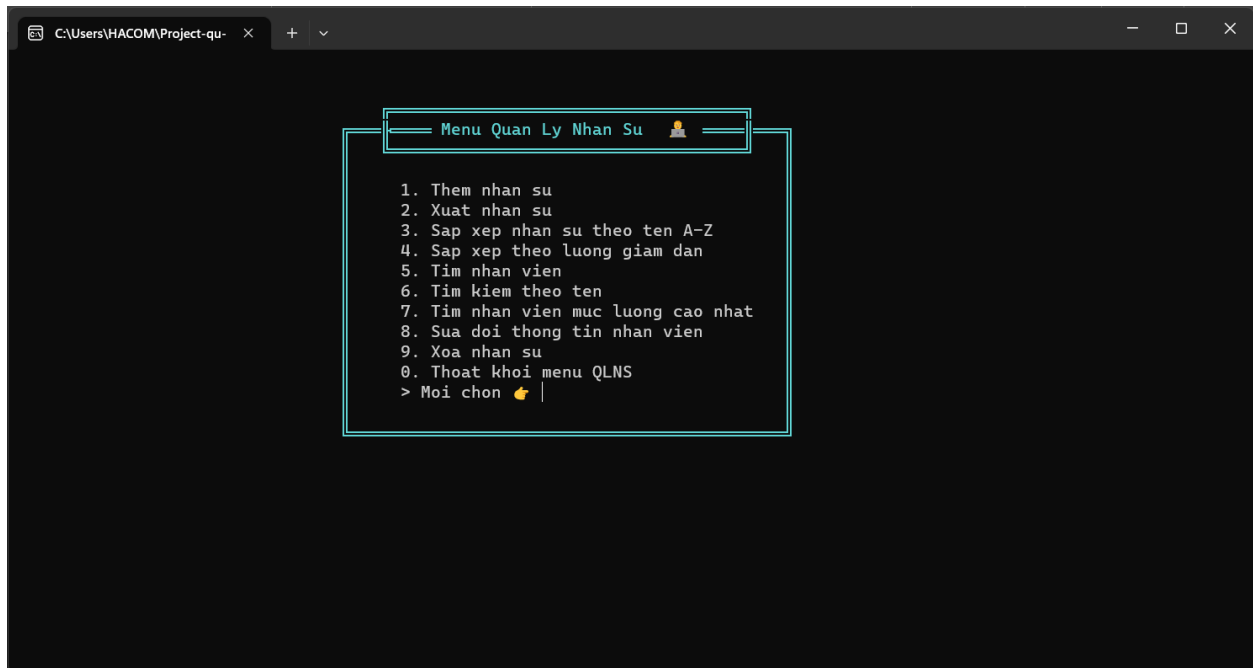 C:\Users\HACOM\Project-qu-
Menu Quan Ly Nhan Su
1. Them nhan su
2. Xuat nhan su
3. Sap xep nhan su theo ten A-Z
4. Sap xep theo luong giam dan
5. Tim nhan vien
6. Tim kiem theo ten
7. Tim nhan vien muc luong cao nhat
8. Sua doi thong tin nhan vien
9. Xoa nhan su
0. Thoat khoi menu QLNS
> Moi chon 👉